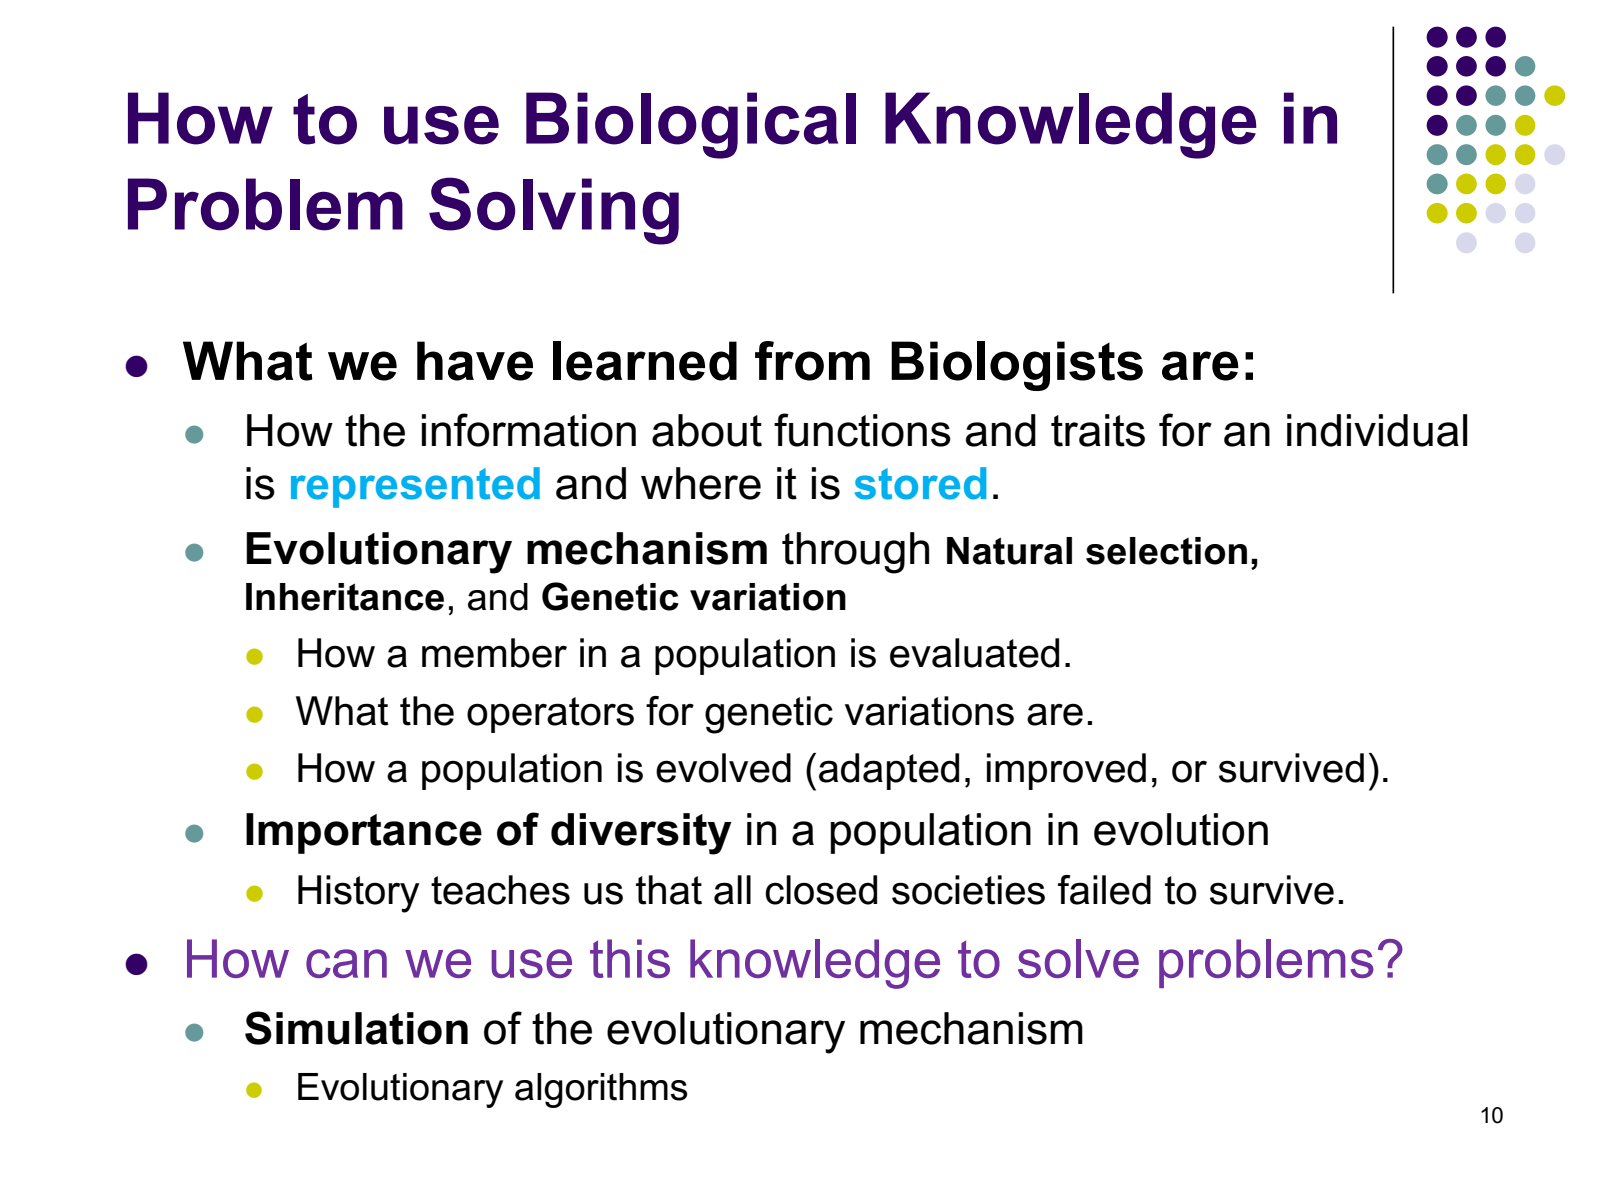 How to use Biological Knowledge in
Problem Solving
What we have learned from Biologists are:
How the information about functions and traits for an individual
is represented and where it is stored.
Evolutionary mechanism through Natural selection,
Inheritance, and Genetic variation
How a member in a population is evaluated.
What the operators for genetic variations are.
How a population is evolved (adapted, improved, or survived).
Importance of diversity in a population in evolution
History teaches us that all closed societies failed to survive.
How can we use this knowledge to solve problems?
Simulation of the evolutionary mechanism
Evolutionary algorithms
10